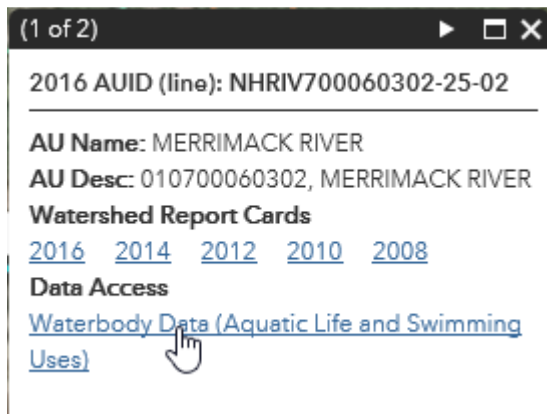 (1 of 2)
2016 AUID (line): NHRIV700060302-25-02
AU Name: MERRIMACK RIVER
AU Desc: 010700060302, MERRIMACK RIVER
Watershed Report Cards
2016 2014 2012 2010 2008
Data Access
Waterbody Data (Aquatic Life and Swimming
Uses)